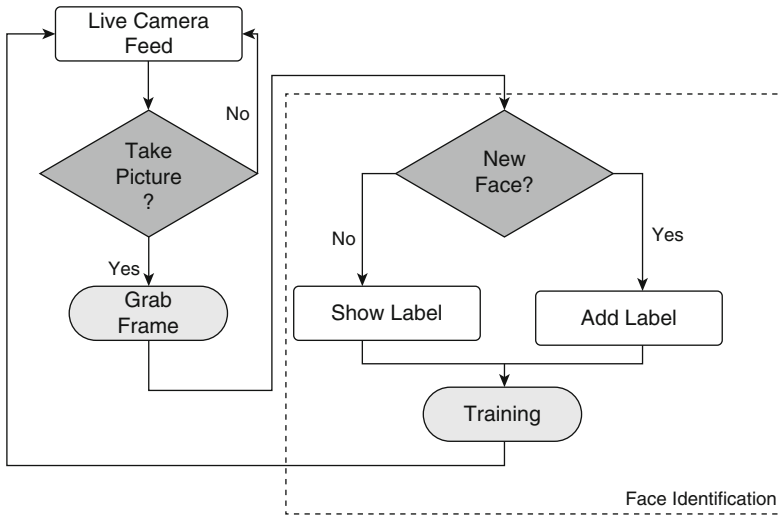 Live Camera
Feed
No
Take
Picture
?
Yes
Grab
Frame
New
Face?
No
Yes
Show Label
Add Label
Training
Face Identification